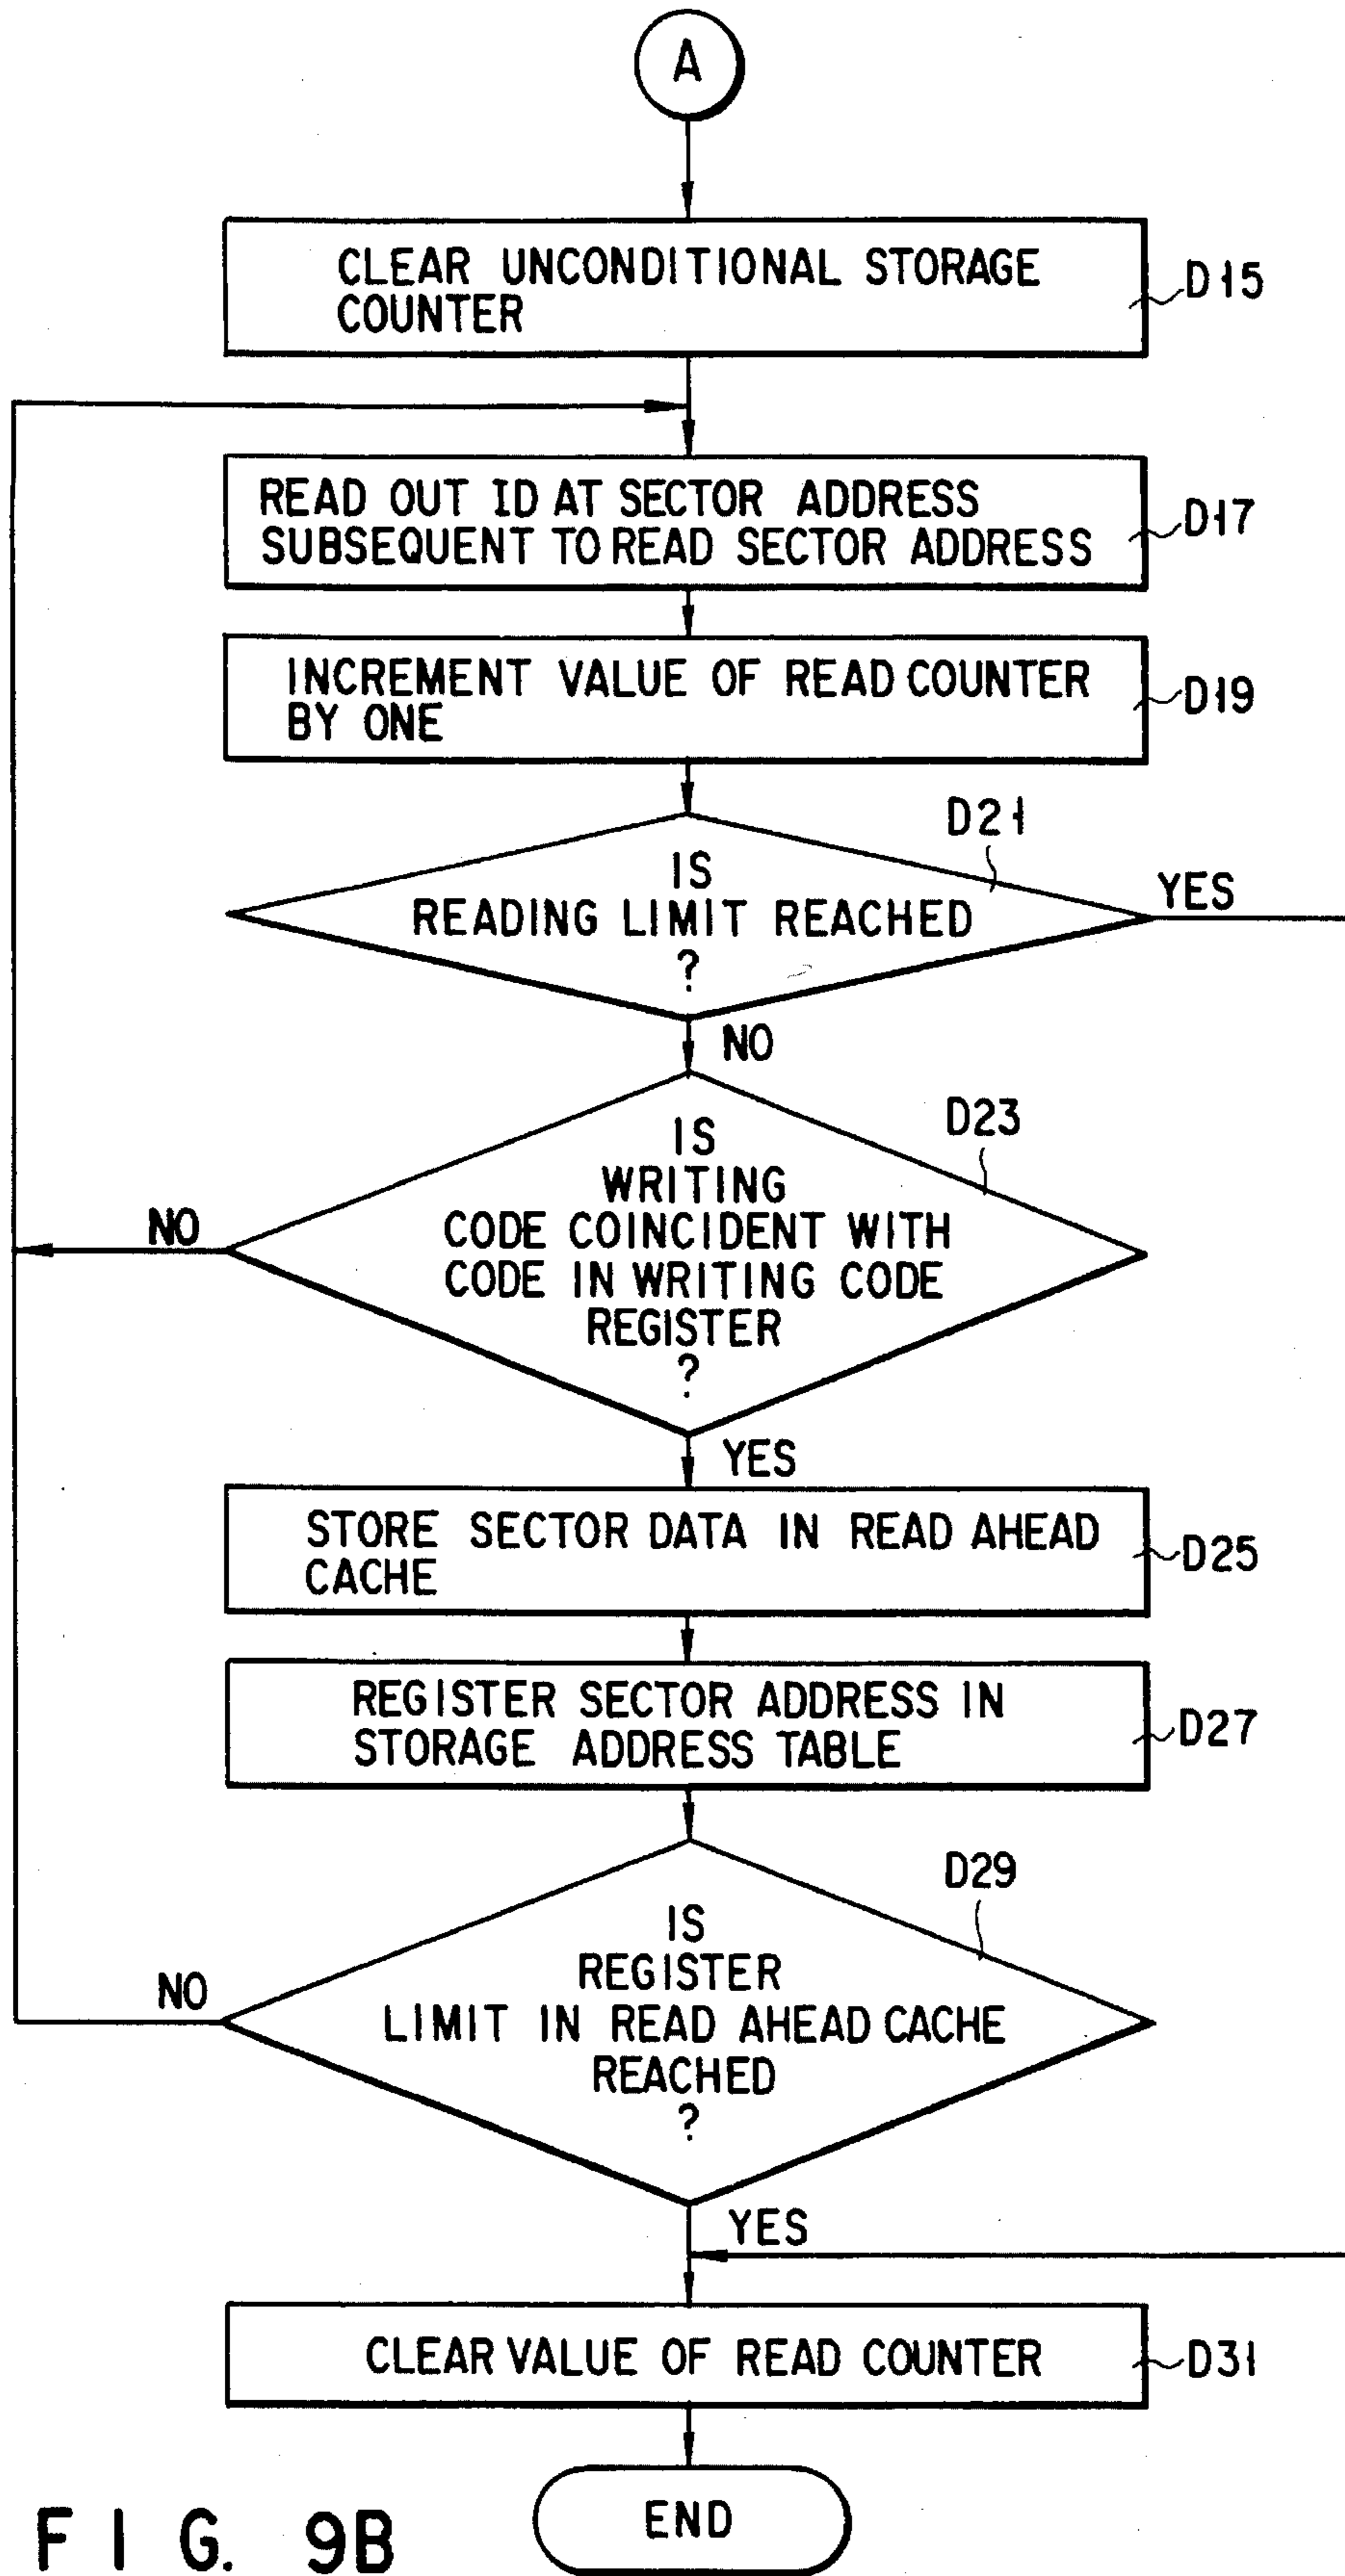 A
CLEAR UNCONDITIONAL STORAGE
COUNTER
D15
READ OUT ID AT SECTOR ADDRESS
SUBSEQUENT TO READ SECTOR ADDRESS
D17
INCREMENT VALUE OF READ COUNTER
BY ONE
D19
D21
IS
READING LIMIT REACHED
?
YES
NO
D23
IS
WRITING
CODE COINCIDENT WITH
CODE IN WRITING CODE
REGISTER
?
NO
YES
STORE SECTOR DATA IN READ AHEAD
CACHE
D25
REGISTER SECTOR ADDRESS IN
STORAGE ADDRESS TABLE
D27
D29
IS
REGISTER
LIMIT IN READ AHEAD CACHE
REACHED
?
NO
YES
CLEAR VALUE OF READ COUNTER
D31
END
FIG. 9B